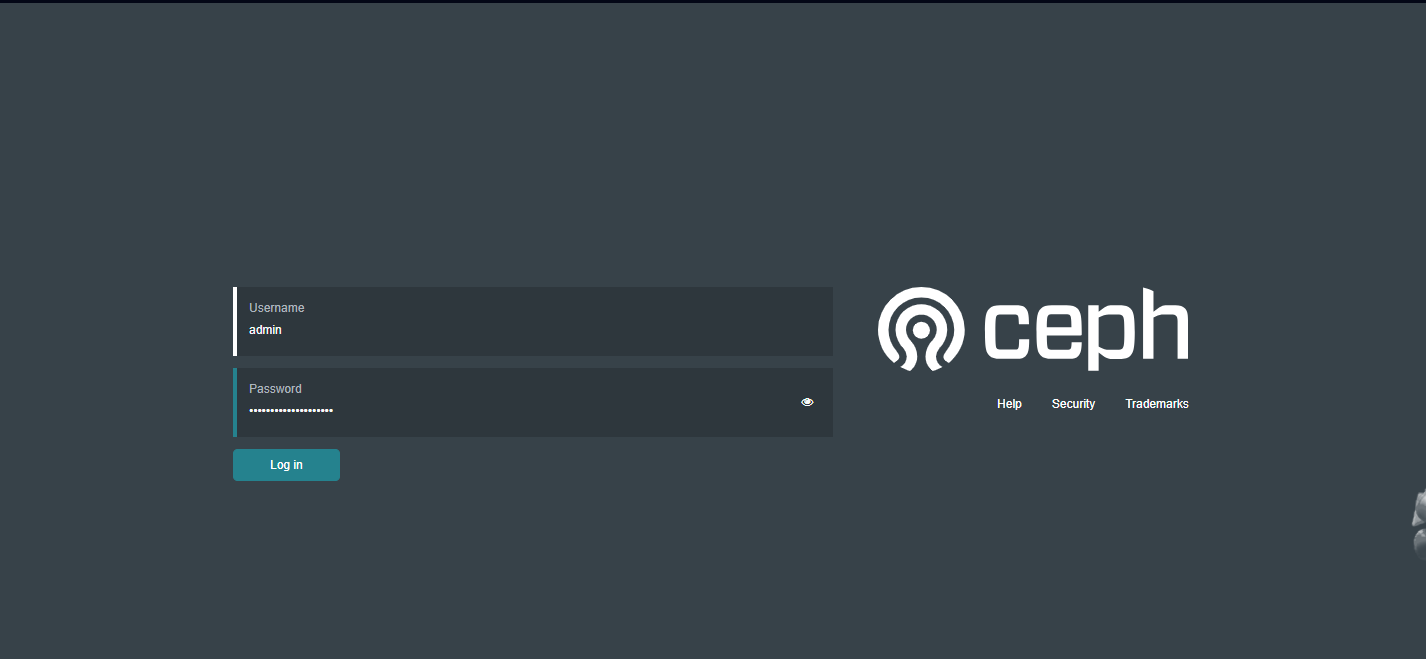 Username
admin
Password
••••••••••••••••••••
Log in
ceph
Help Security Trademarks